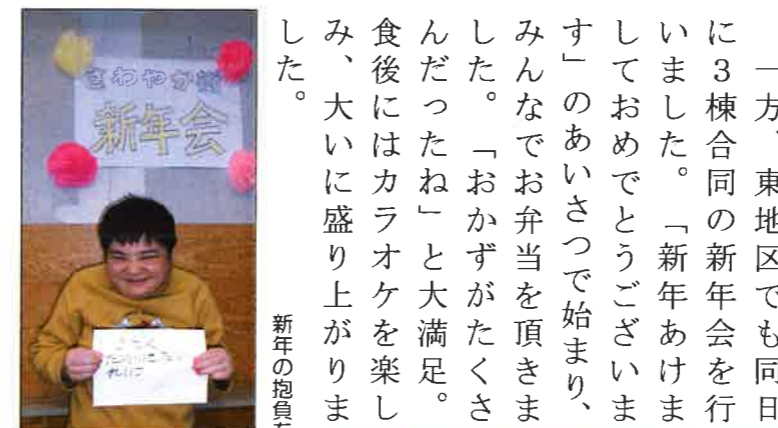 一方、東地区でも同日
に3棟合同の新年会を行
いました。「新年あけま
しておめでとうございま
す」のあいさつで始まり、
みんなでお弁当を頂きま
した。「おかずがたくさ
んだったね」と大満足。
食後にはカラオケを楽し
み、大いに盛り上がりま
した。
新年の抱負を
さわやか
新年会